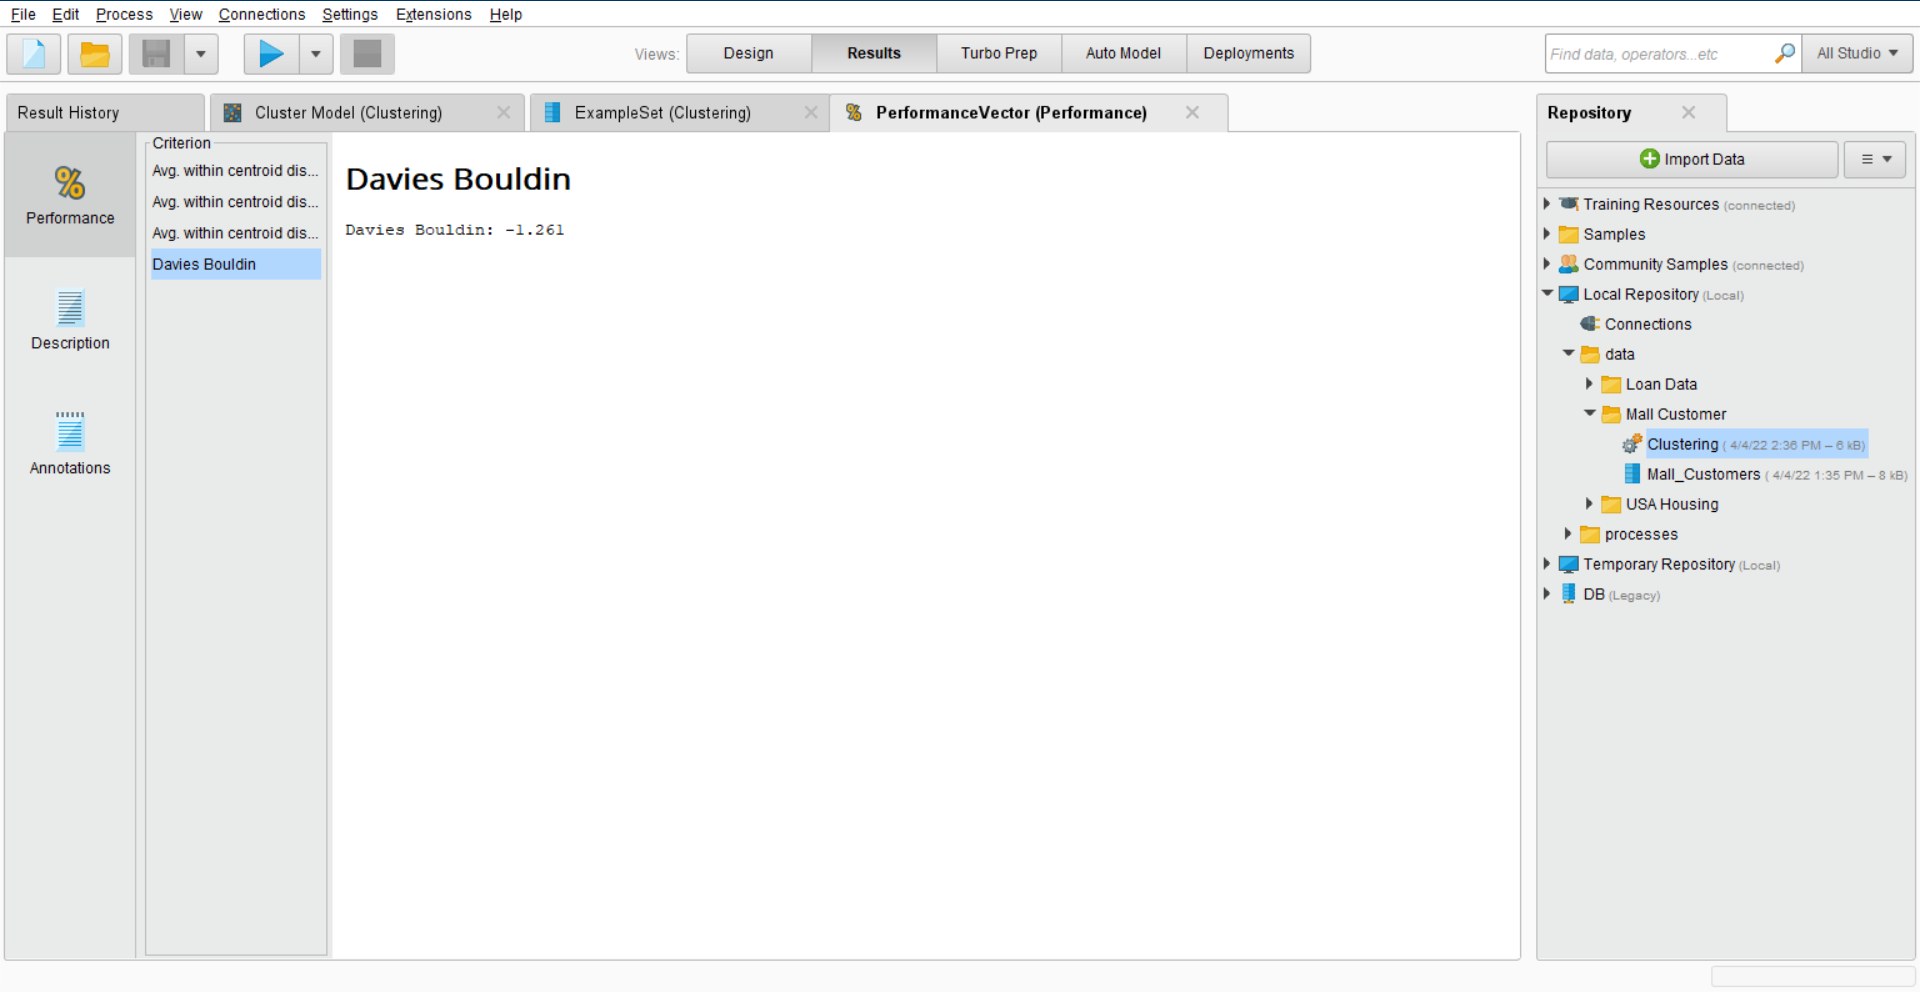 File Edit Process View Connections Settings Extensions Help
Views: Design Results Turbo Prep Auto Model Deployments Find data, operators...etc All Studio
Result History Cluster Model (Clustering) ExampleSet (Clustering) PerformanceVector (Performance) Repository
Performance
Description
Annotations
Criterion
Avg. within centroid dis...
Avg. within centroid dis...
Avg. within centroid dis...
Davies Bouldin
Davies Bouldin
Davies Bouldin: -1.261
Import Data
Training Resources (connected)
Samples
Community Samples (connected)
Local Repository (Local)
Connections
data
Loan Data
Mall Customer
Clustering ( 4/4/22 2:36 PM – 6 kB)
Mall_Customers ( 4/4/22 1:35 PM – 8 kB)
USA Housing
processes
Temporary Repository (Local)
DB (Legacy)